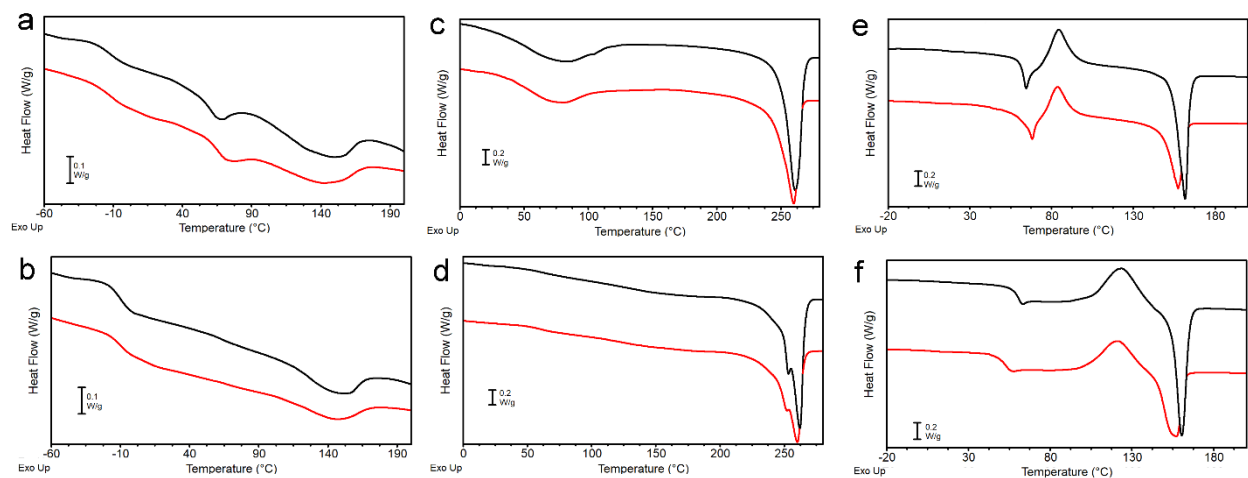 a
Heat Flow (W/g)
0.1
W/g
-60 -10 40 90 140 190
Exo Up
Temperature (°C)
c
Heat Flow (W/g)
0.2
W/g
0 50 100 150 200 250
Exo Up
Temperature (°C)
e
Heat Flow (W/g)
0.2
W/g
-20 30 80 130 180
Exo Up
Temperature (°C)
b
Heat Flow (W/g)
0.1
W/g
-60 -10 40 90 140 190
Exo Up
Temperature (°C)
d
Heat Flow (W/g)
0.2
W/g
0 50 100 150 200 250
Exo Up
Temperature (°C)
f
Heat Flow (W/g)
0.2
W/g
-20 30 80 130 180
Exo Up
Temperature (°C)